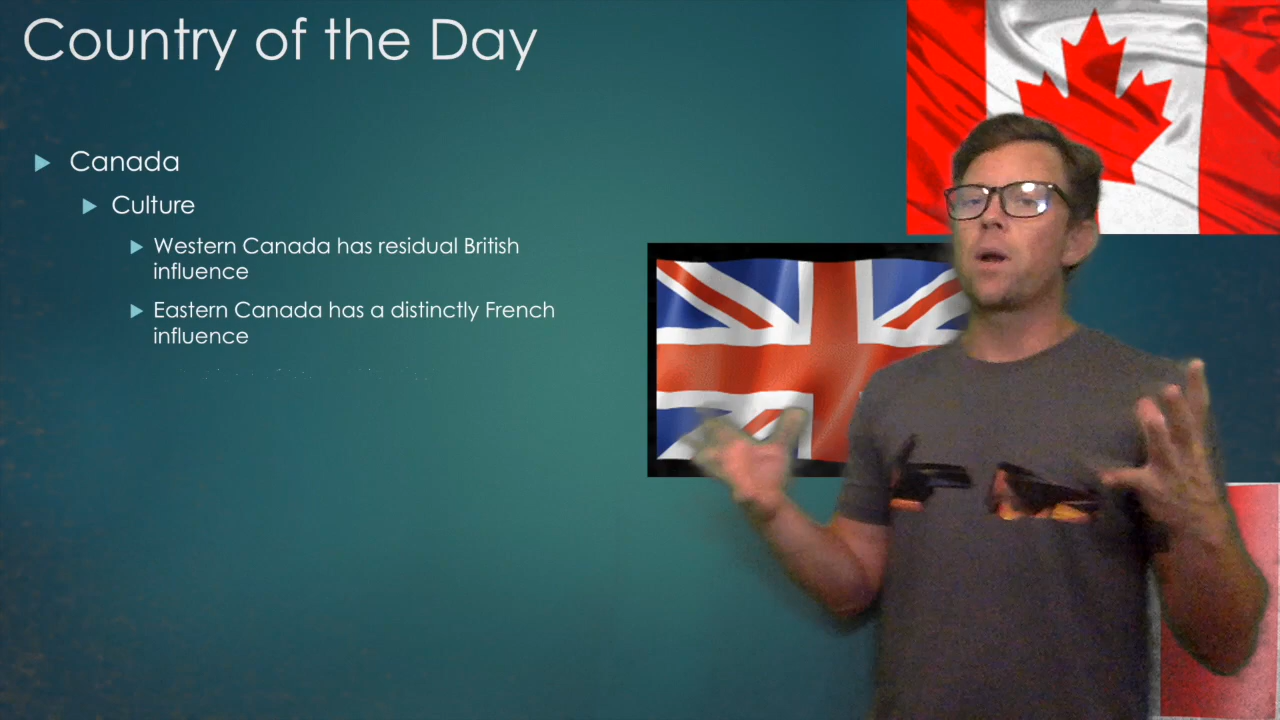 Country of the Day
Canada
Culture
Western Canada has residual British
influence
Eastern Canada has a distinctly French
influence